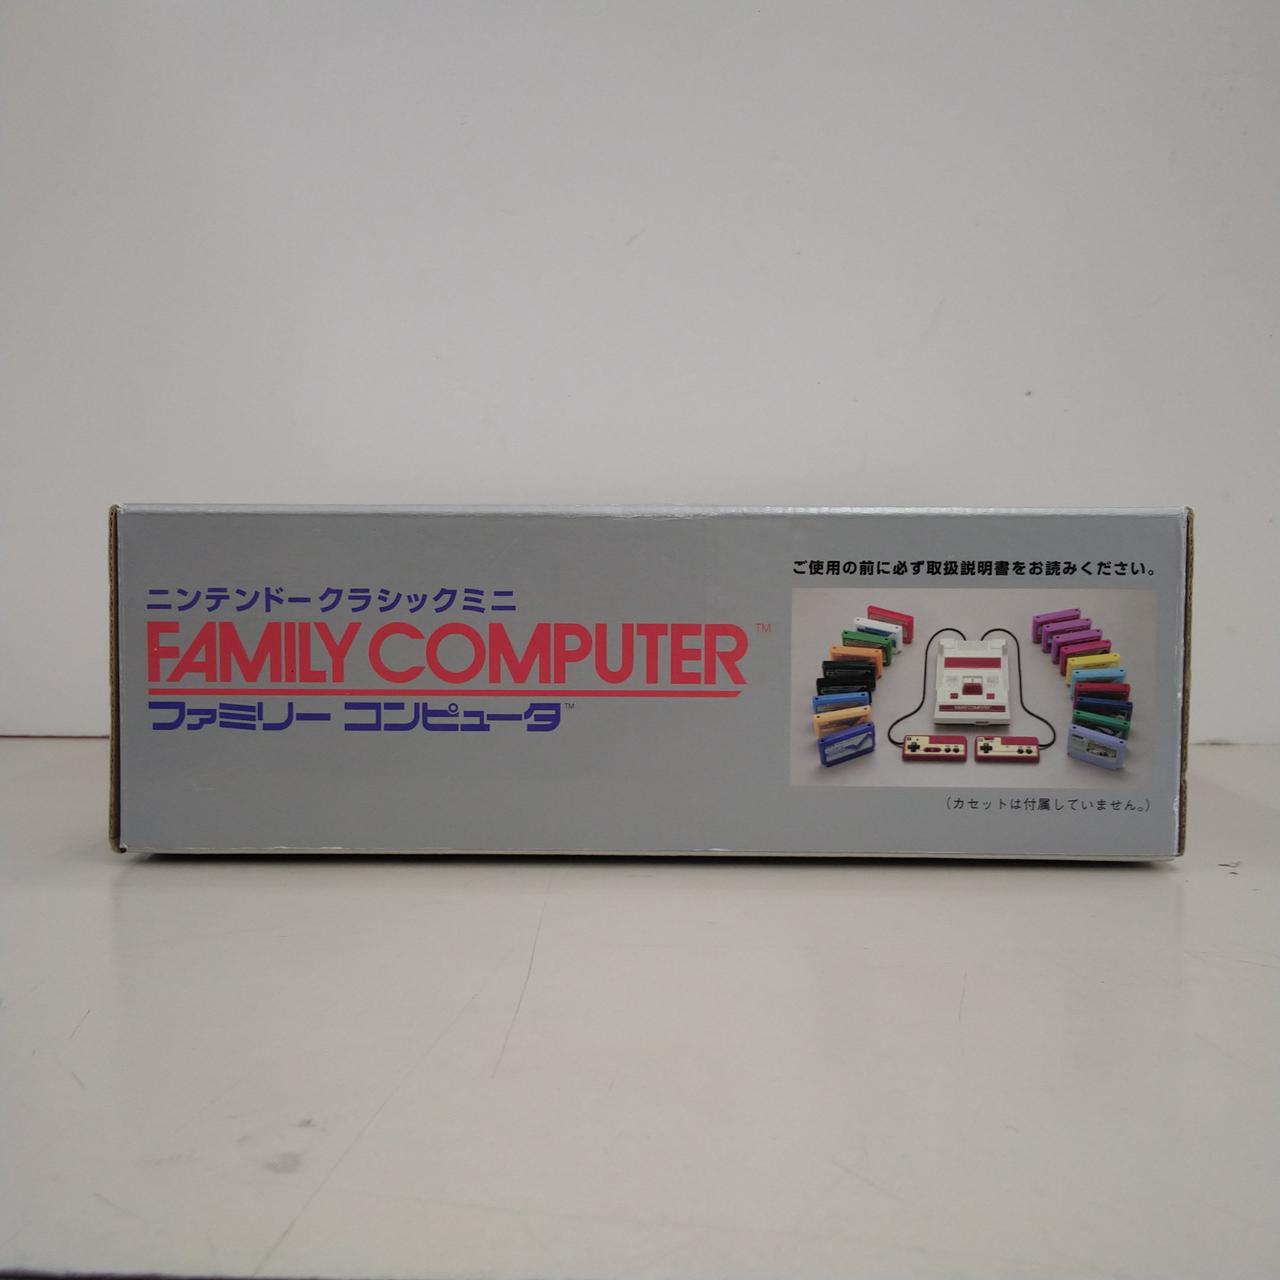 ニンテンドークラシックミニ
FAMILY COMPUTER™
ファミリー コンピュータ™
ご使用の前に必ず取扱説明書をお読みください。
FAMILY COMPUTER
(カセットは付属していません。)